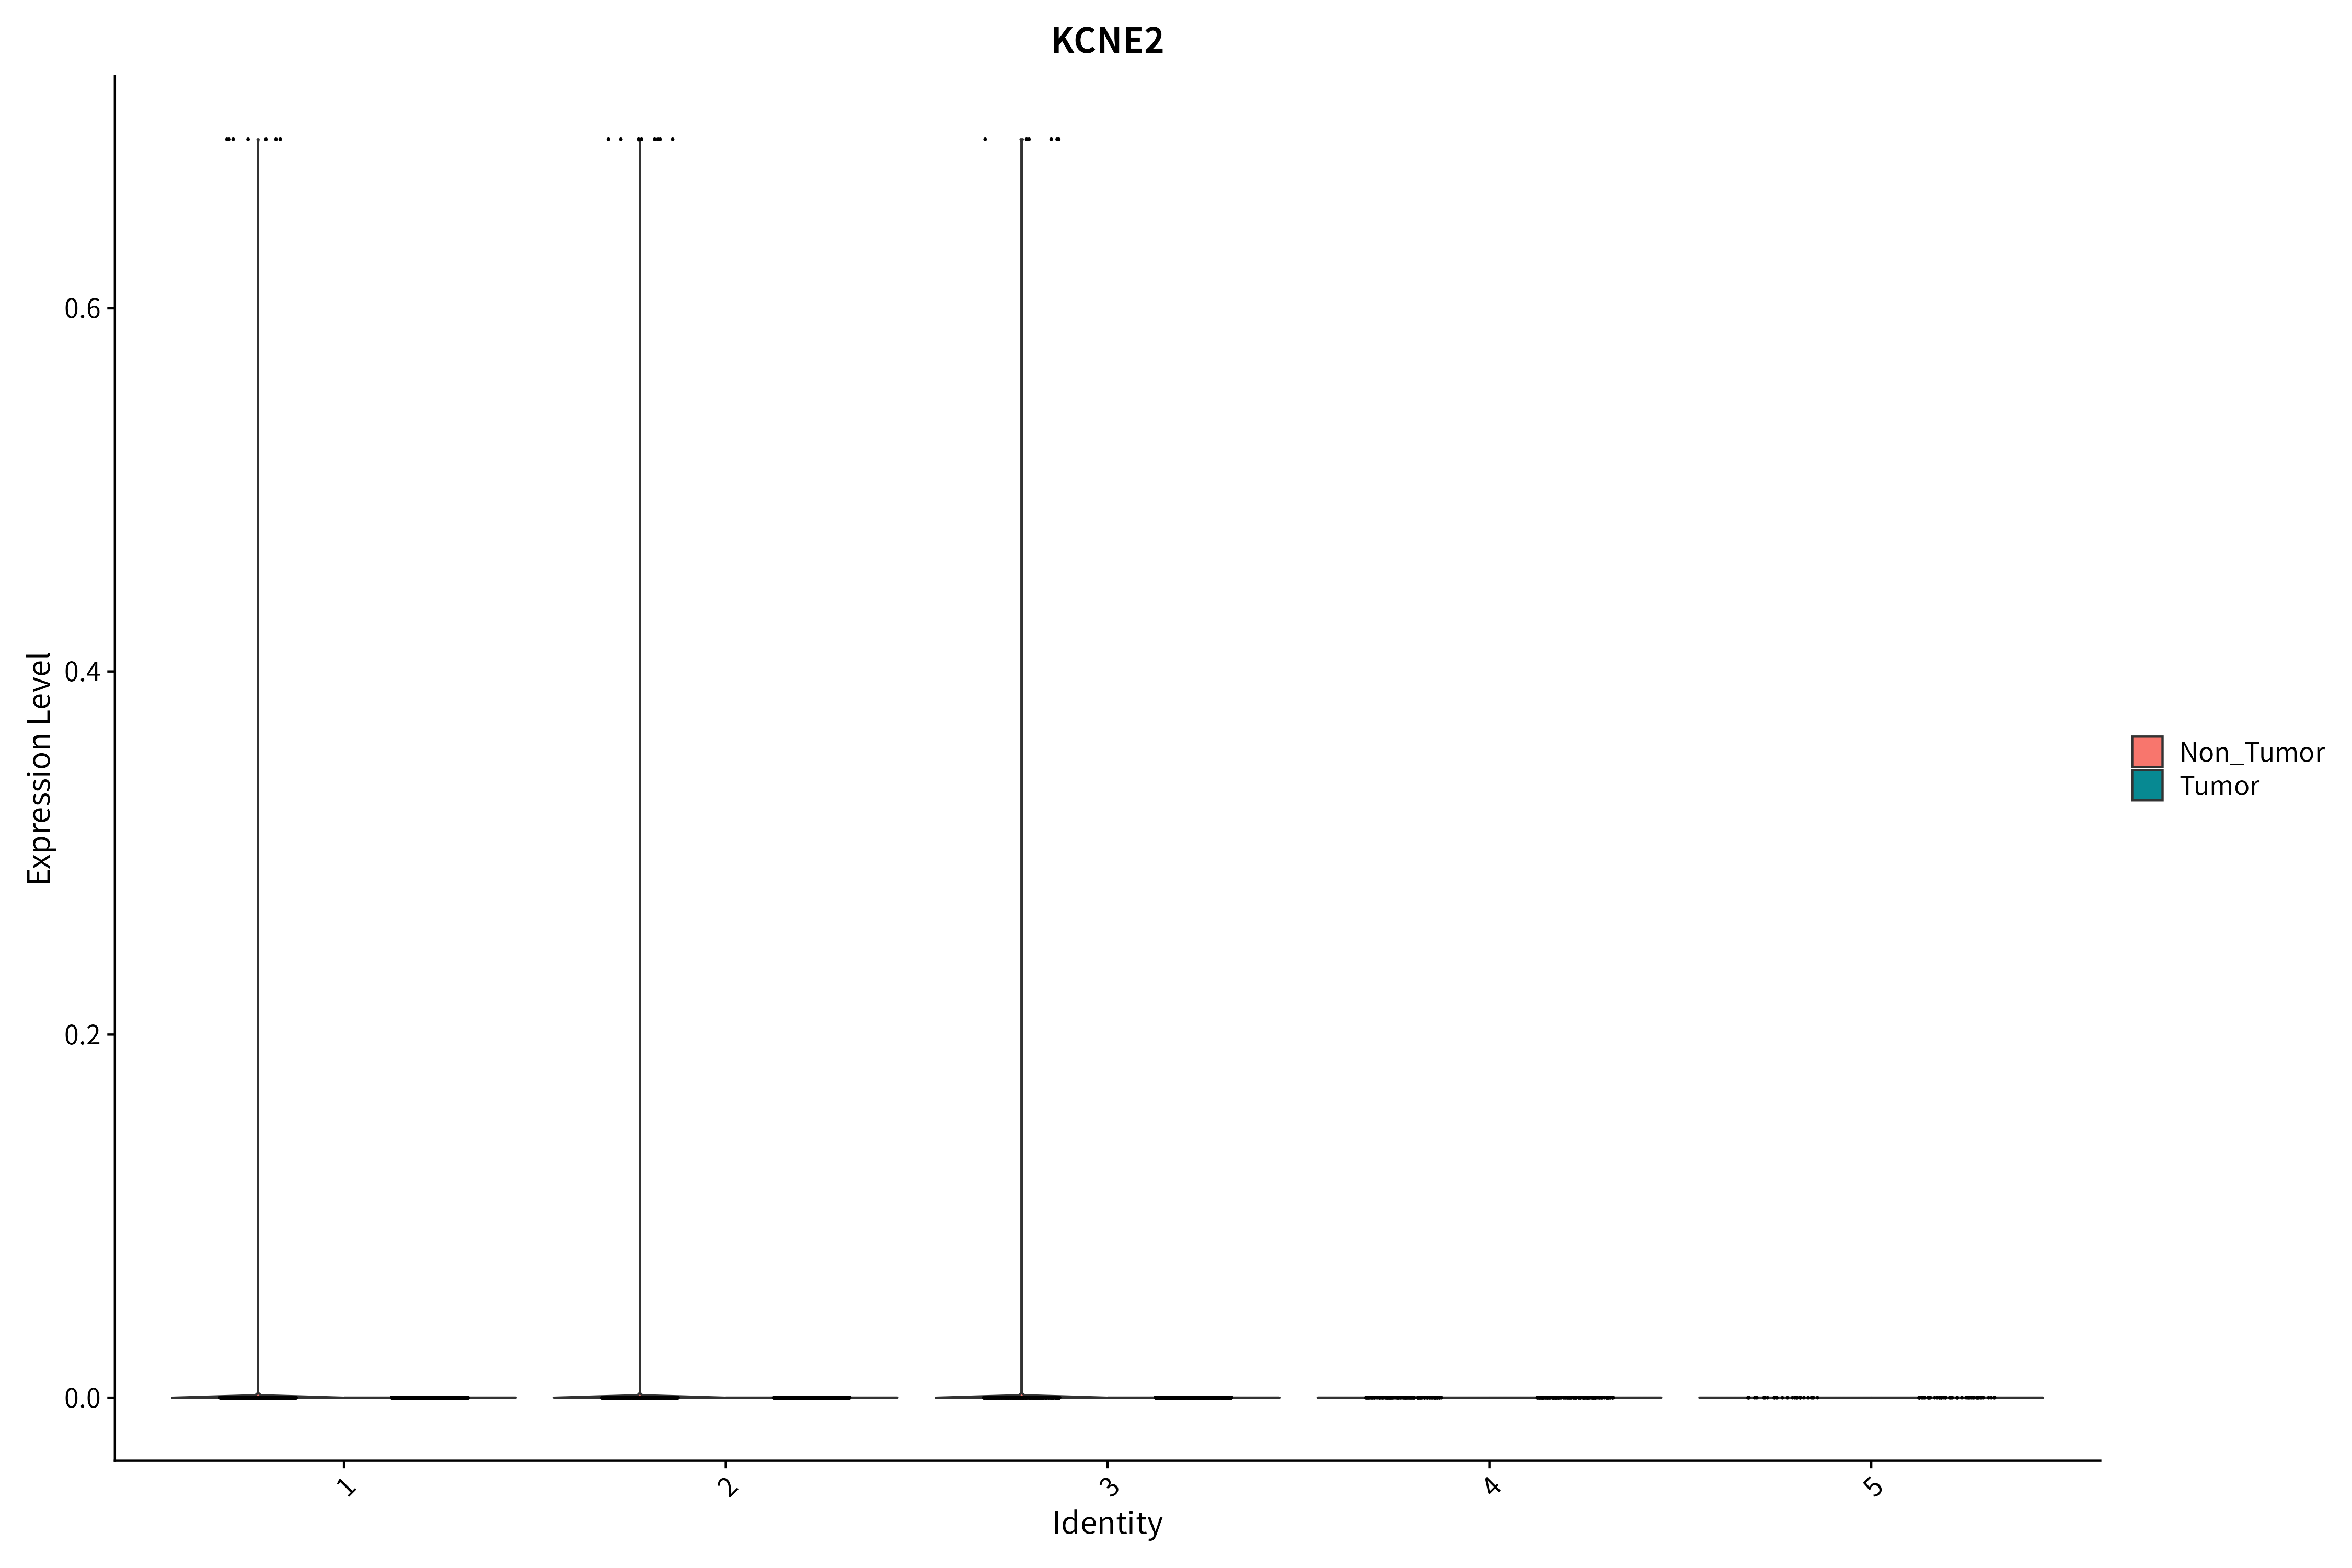 KCNE2
Expression Level
0.6
0.4
0.2
0.0
1
2
3
4
5
Identity
Non_Tumor
Tumor